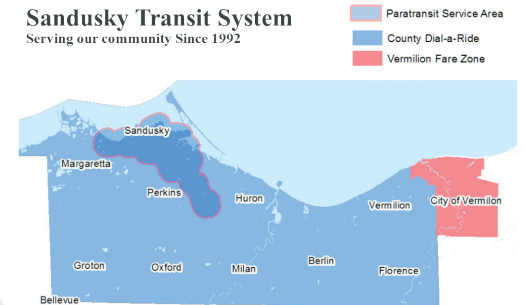 Sandusky Transit System
Serving our community Since 1992
Paratransit Service Area
County Dial-a-Ride
Vermilion Fare Zone
Sandusky
Margaretta
Perkins
Huron
Vermilion
City of Vermilon
Groton
Oxford
Milan
Berlin
Florence
Bellevue